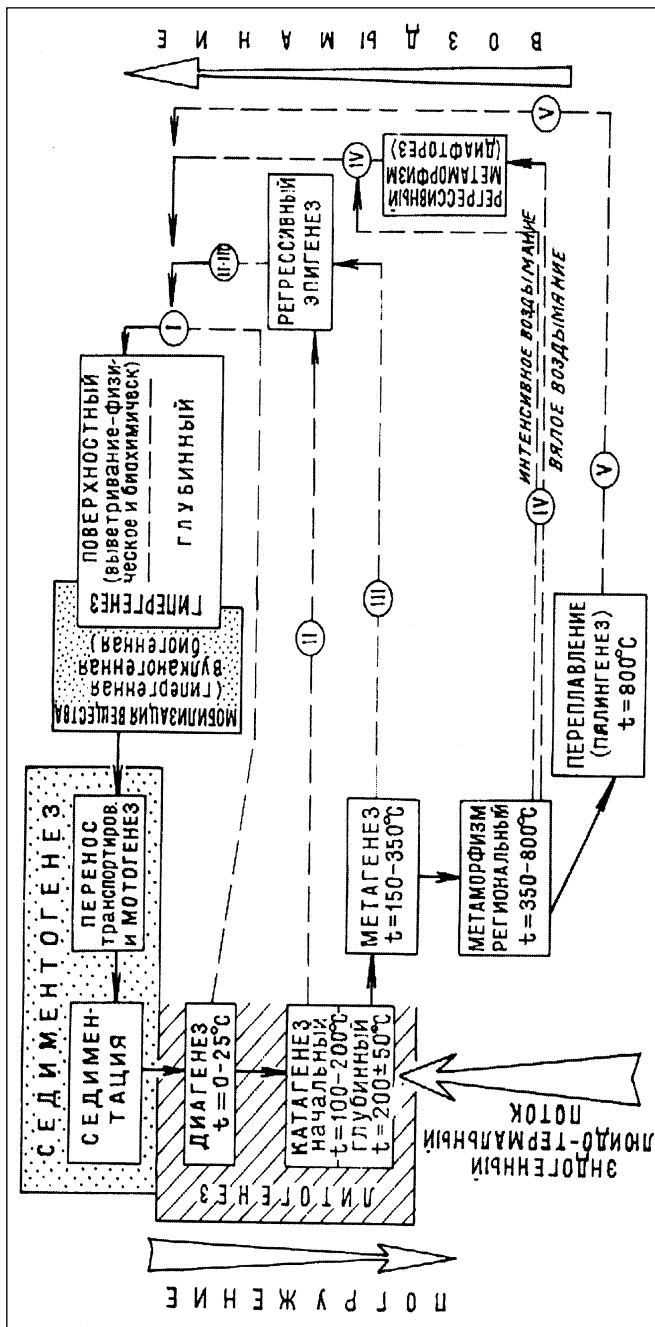 ПОГРУЖЕНИЕ
СЕДИМЕНТОГЕНЕЗ
СЕДИМЕН-
ТАЦИЯ
ПЕРЕНОС
транспортиров.
и МОТОГЕНЕЗ
МОБИЛИЗАЦИЯ ВЕЩЕСТВА
(гипергенная
вулканогенная
биогенная)
ГИПЕРГЕНЕЗ
ПОВЕРХНОСТНЫЙ
(выветривание-физи-
ческое и биохимическ)
ГЛУБИННЫЙ
ЛИТОГЕНЕЗ
ДИАГЕНЕЗ
t=0-25°C
КАТАГЕНЕЗ
начальный
t=100-200°C
глубинный
t=200±50°C
ЭНДОГЕННЫЙ
ЛЮИДО-ТЕРМАЛЬНЫЙ
ПОТОК
МЕТАГЕНЕЗ
t=150-350°C
МЕТАМОРФИЗМ
РЕГИОНАЛЬНЫЙ
t=350-800°C
ПЕРЕПЛАВЛЕНИЕ
(ПАЛИНГЕНЕЗ)
t=800°C
I
II
III
IV
V
ИНТЕНСИВНОЕ ВОЗДЫМАНИЕ
ВЯЛОЕ ВОЗДЫМАНИЕ
РЕГРЕССИВНЫЙ
ЭПИГЕНЕЗ
II-III
РЕГРЕССИВНЫЙ
МЕТАМОРФИЗМ
(ДИАФТОРЕЗ)
IV
V
ВОЗДЫМАНИЕ